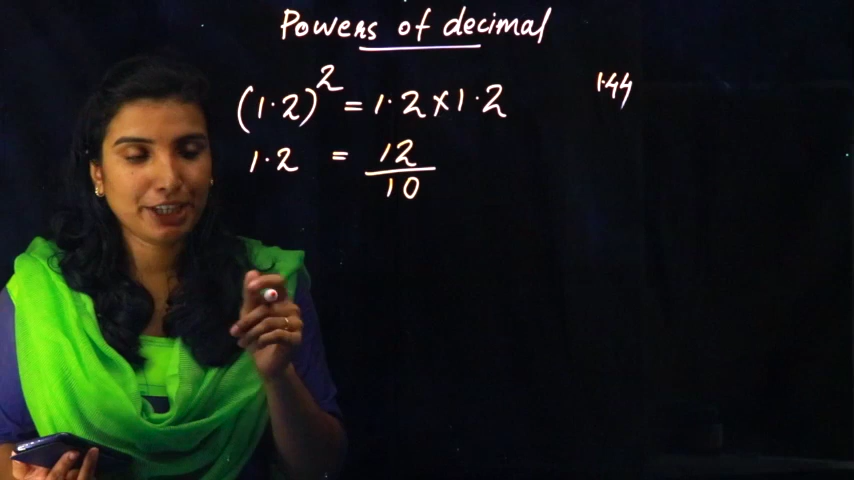 Powers of decimal
(1·2)² = 1·2 × 1·2
1·44
1·2 = 12/10